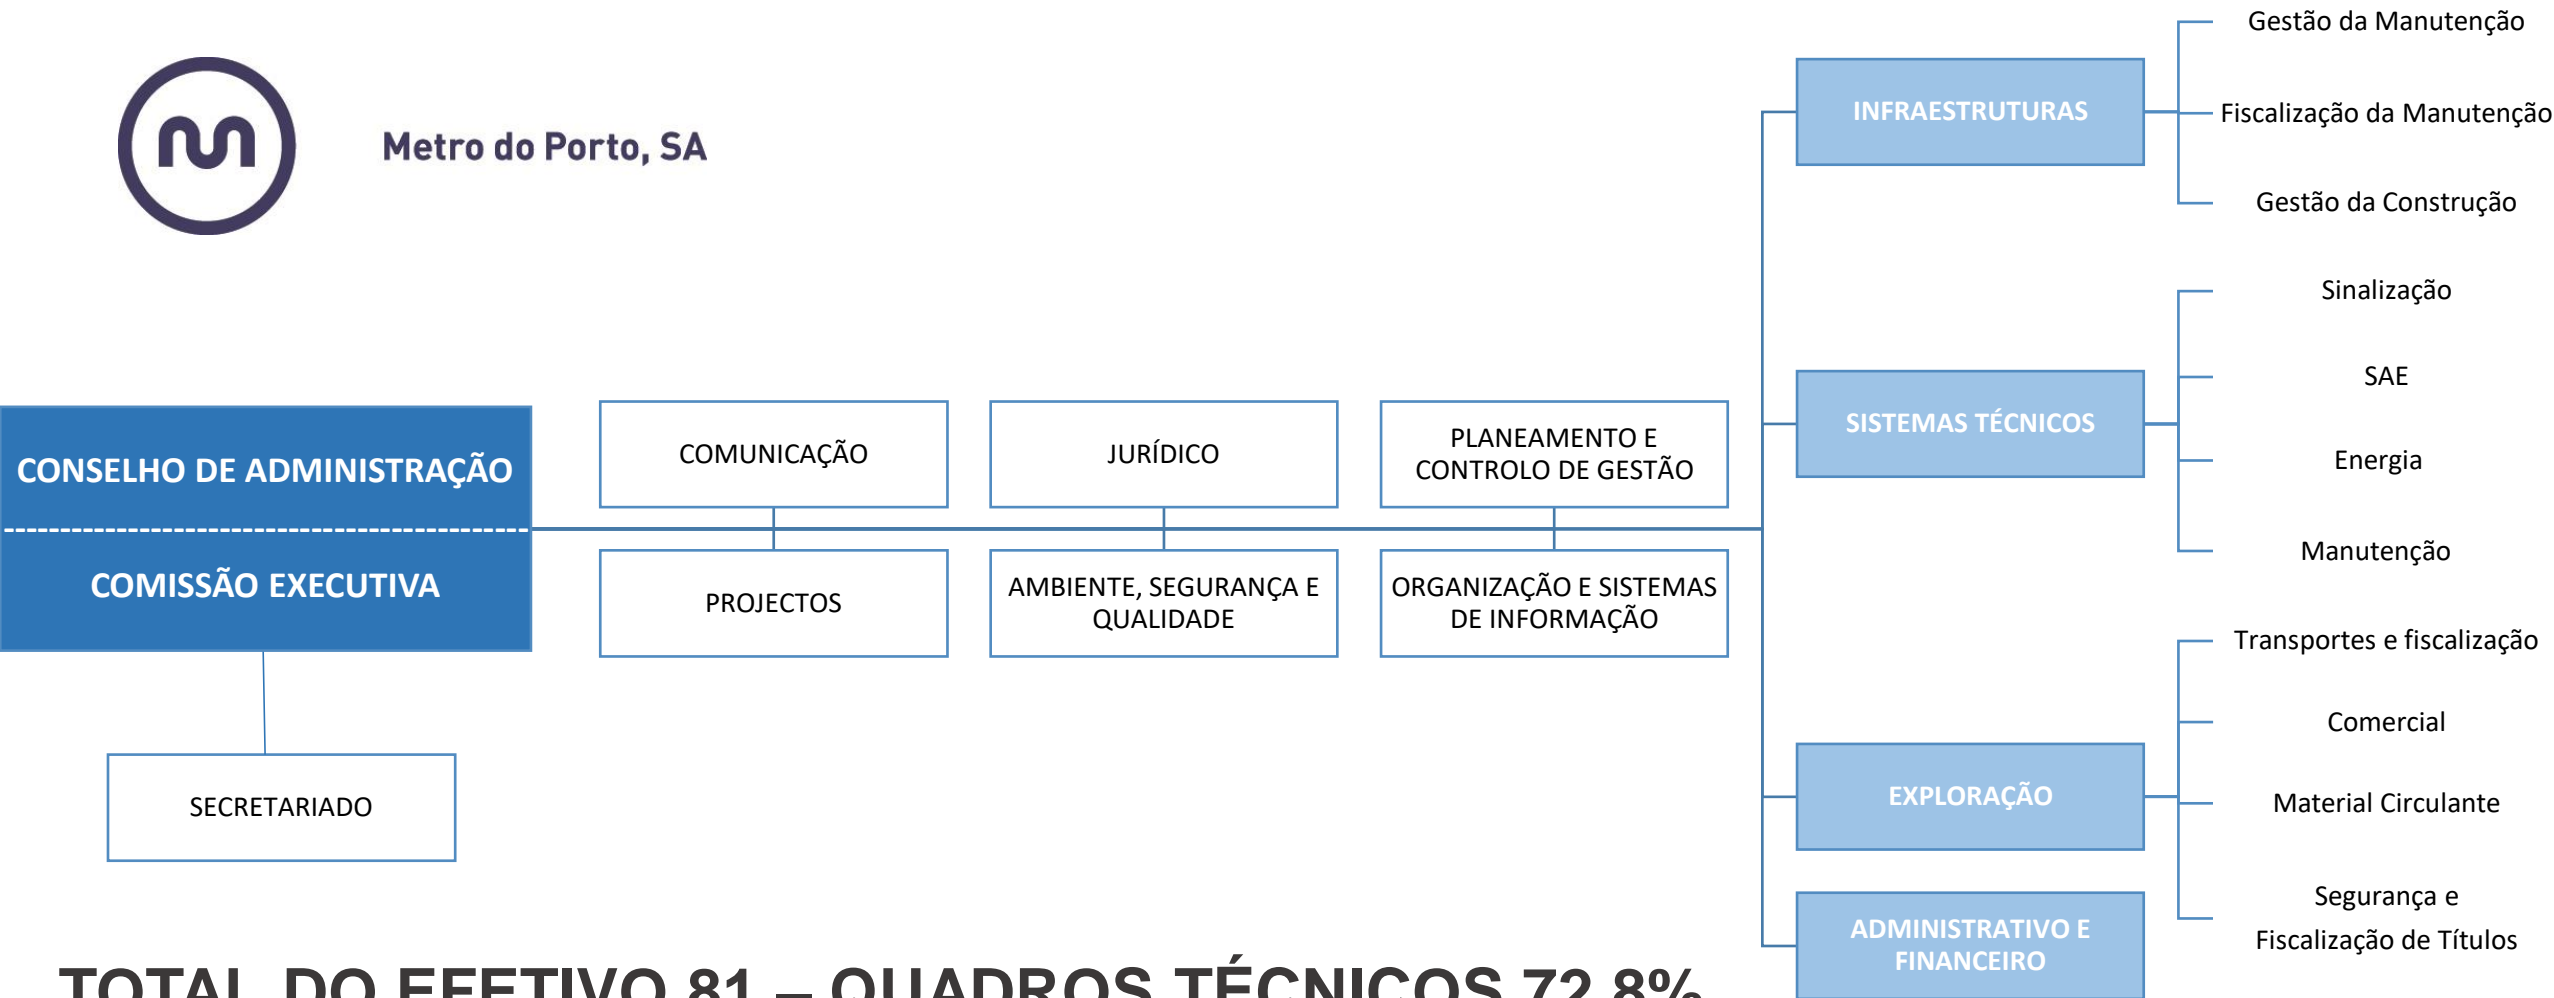 Metro do Porto, SA
CONSELHO DE ADMINISTRAÇÃO
COMISSÃO EXECUTIVA
SECRETARIADO
COMUNICAÇÃO
JURÍDICO
PLANEAMENTO E
CONTROLO DE GESTÃO
PROJECTOS
AMBIENTE, SEGURANÇA E
QUALIDADE
ORGANIZAÇÃO E SISTEMAS
DE INFORMAÇÃO
INFRAESTRUTURAS
Gestão da Manutenção
Fiscalização da Manutenção
Gestão da Construção
SISTEMAS TÉCNICOS
Sinalização
SAE
Energia
Manutenção
EXPLORAÇÃO
Transportes e fiscalização
Comercial
Material Circulante
Segurança e
Fiscalização de Títulos
ADMINISTRATIVO E
FINANCEIRO
TOTAL DO EFETIVO 81 – QUADROS TÉCNICOS 72,8%